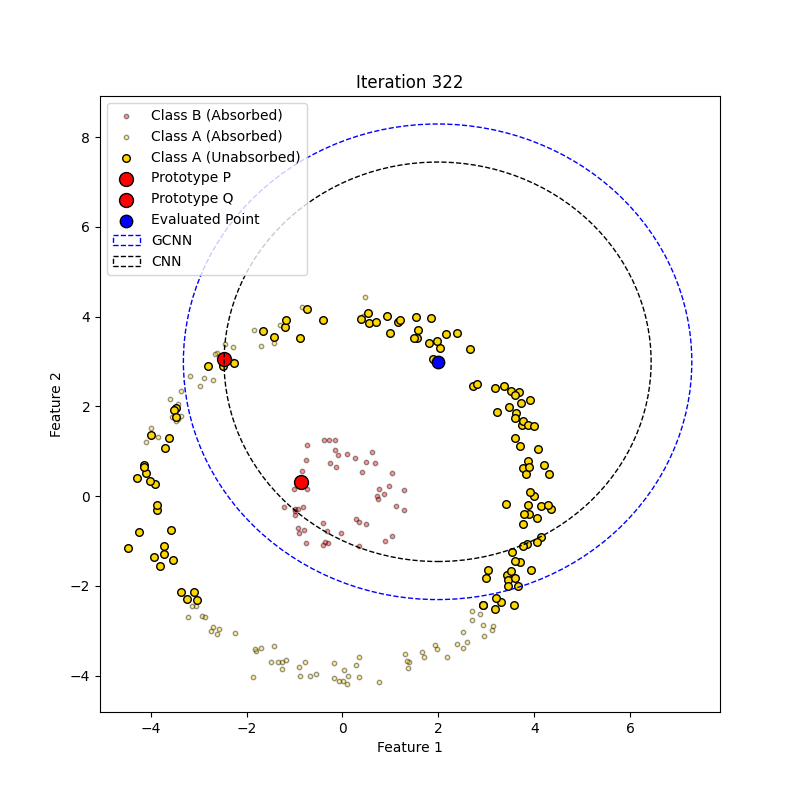 Iteration 322
Class B (Absorbed)
Class A (Absorbed)
Class A (Unabsorbed)
Prototype P
Prototype Q
Evaluated Point
GCNN
CNN
8
6
4
2
0
−2
−4
Feature 2
−4 −2 0 2 4 6
Feature 1